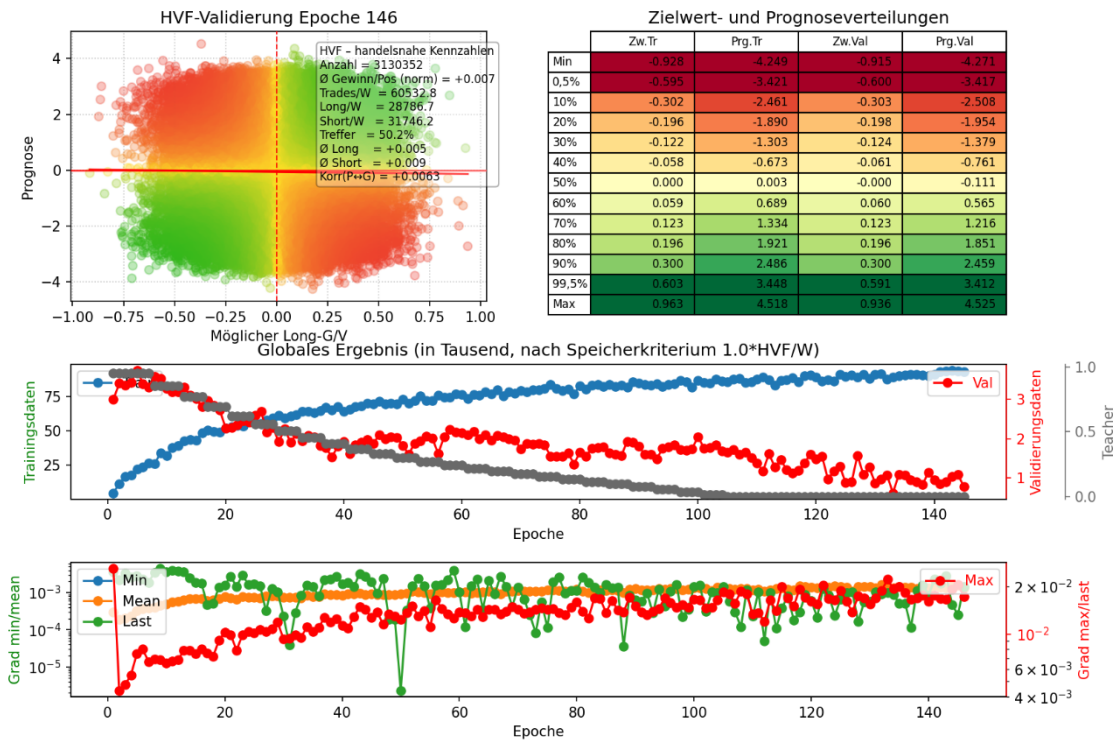 HVF-Validierung Epoche 146
Prognose
4
2
0
−2
−4
HVF – handelsnahe Kennzahlen
Anzahl = 3130352
Ø Gewinn/Pos (norm) = +0.007
Trades/W = 60532.8
Long/W = 28786.7
Short/W = 31746.2
Treffer = 50.2%
Ø Long = +0.005
Ø Short = +0.009
Korr(P↔G) = +0.0063
−1.00 −0.75 −0.50 −0.25 0.00 0.25 0.50 0.75 1.00
Möglicher Long-G/V
Zielwert- und Prognoseverteilungen
Zw.Tr Prg.Tr Zw.Val Prg.Val
Min -0.928 -4.249 -0.915 -4.271
0,5% -0.595 -3.421 -0.600 -3.417
10% -0.302 -2.461 -0.303 -2.508
20% -0.196 -1.890 -0.198 -1.954
30% -0.122 -1.303 -0.124 -1.379
40% -0.058 -0.673 -0.061 -0.761
50% 0.000 0.003 -0.000 -0.111
60% 0.059 0.689 0.060 0.565
70% 0.123 1.334 0.123 1.216
80% 0.196 1.921 0.196 1.851
90% 0.300 2.486 0.300 2.459
99,5% 0.603 3.448 0.591 3.412
Max 0.963 4.518 0.936 4.525
Globales Ergebnis (in Tausend, nach Speicherkriterium 1.0*HVF/W)
Trainingsdaten
75
50
25
Val
3
2
1
Validierungsdaten
1.0
0.5
0.0
Teacher
0 20 40 60 80 100 120 140
Epoche
Grad min/mean
10⁻³
10⁻⁴
10⁻⁵
Min
Mean
Last
Max
2 × 10⁻²
10⁻²
6 × 10⁻³
4 × 10⁻³
Grad max/last
0 20 40 60 80 100 120 140
Epoche